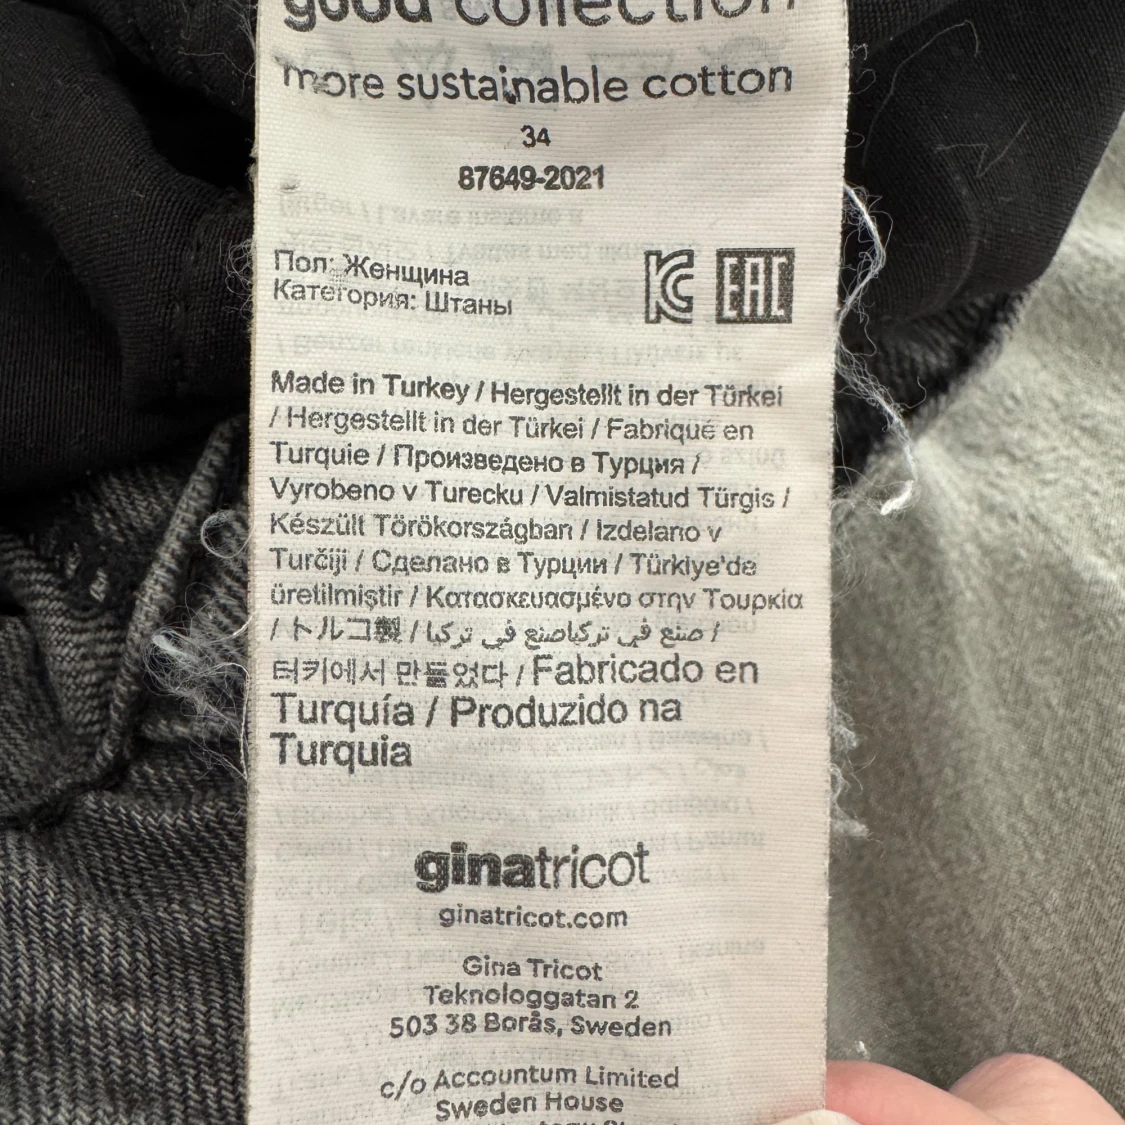 good collection
more sustainable cotton
34
87649-2021
Пол: Женщина
Категория: Штаны
KC EAC
Made in Turkey / Hergestellt in der Türkei
/ Hergestellt in der Türkei / Fabriqué en
Turquie / Произведено в Турция /
Vyrobeno v Turecku / Valmistatud Türgis /
Készült Törökországban / Izdelano v
Turčiji / Сделано в Турции / Türkiye'de
üretilmiştir / Κατασκευασμένο στην Τουρκία
/ トルコ製 / صنع في تركياصنع في تركيا /
터키에서 만들었다 / Fabricado en
Turquía / Produzido na
Turquia
ginatricot
ginatricot.com
Gina Tricot
Teknologgatan 2
503 38 Borås, Sweden
c/o Accountum Limited
Sweden House